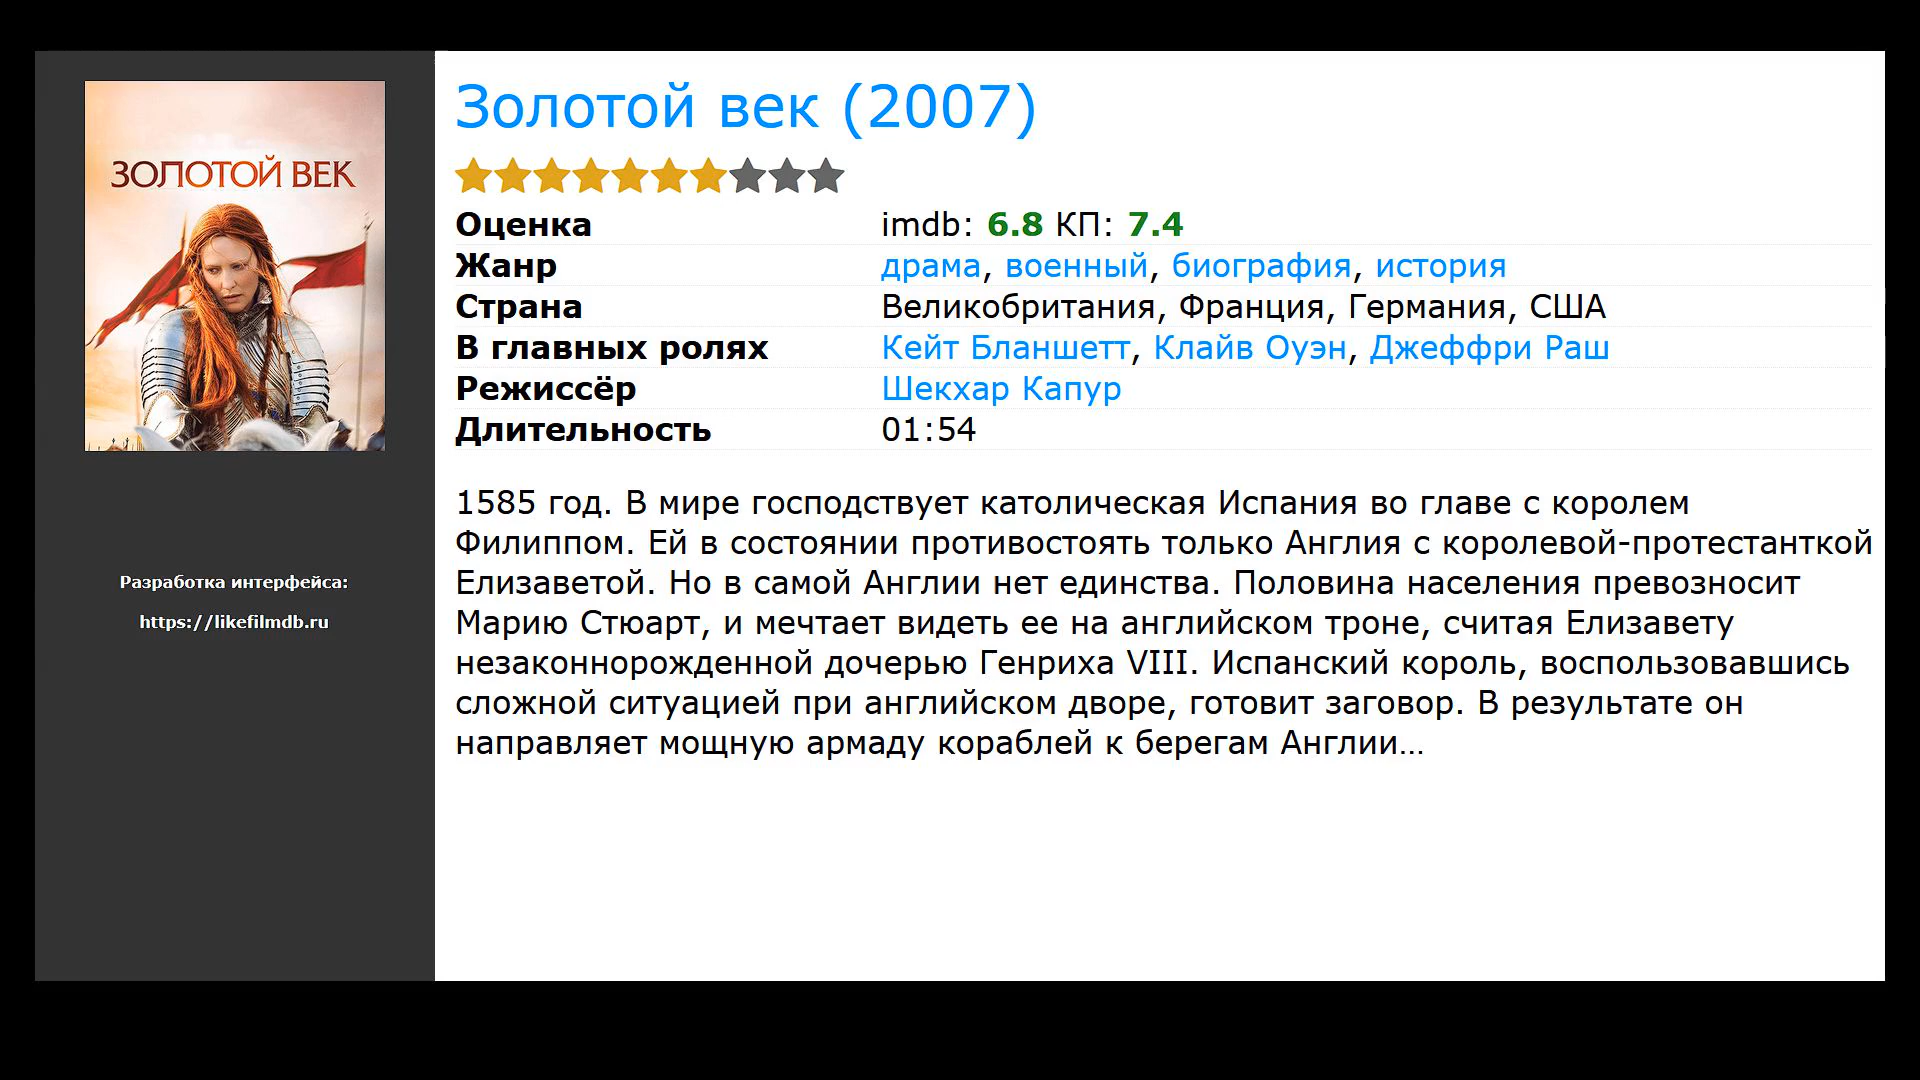 ЗОЛОТОЙ ВЕК
Разработка интерфейса:
https://likefilmdb.ru
Золотой век (2007)
Оценка imdb: 6.8 КП: 7.4
Жанр драма, военный, биография, история
Страна Великобритания, Франция, Германия, США
В главных ролях Кейт Бланшетт, Клайв Оуэн, Джеффри Раш
Режиссёр Шекхар Капур
Длительность 01:54
1585 год. В мире господствует католическая Испания во главе с королем
Филиппом. Ей в состоянии противостоять только Англия с королевой-протестанткой
Елизаветой. Но в самой Англии нет единства. Половина населения превозносит
Марию Стюарт, и мечтает видеть ее на английском троне, считая Елизавету
незаконнорожденной дочерью Генриха VIII. Испанский король, воспользовавшись
сложной ситуацией при английском дворе, готовит заговор. В результате он
направляет мощную армаду кораблей к берегам Англии…